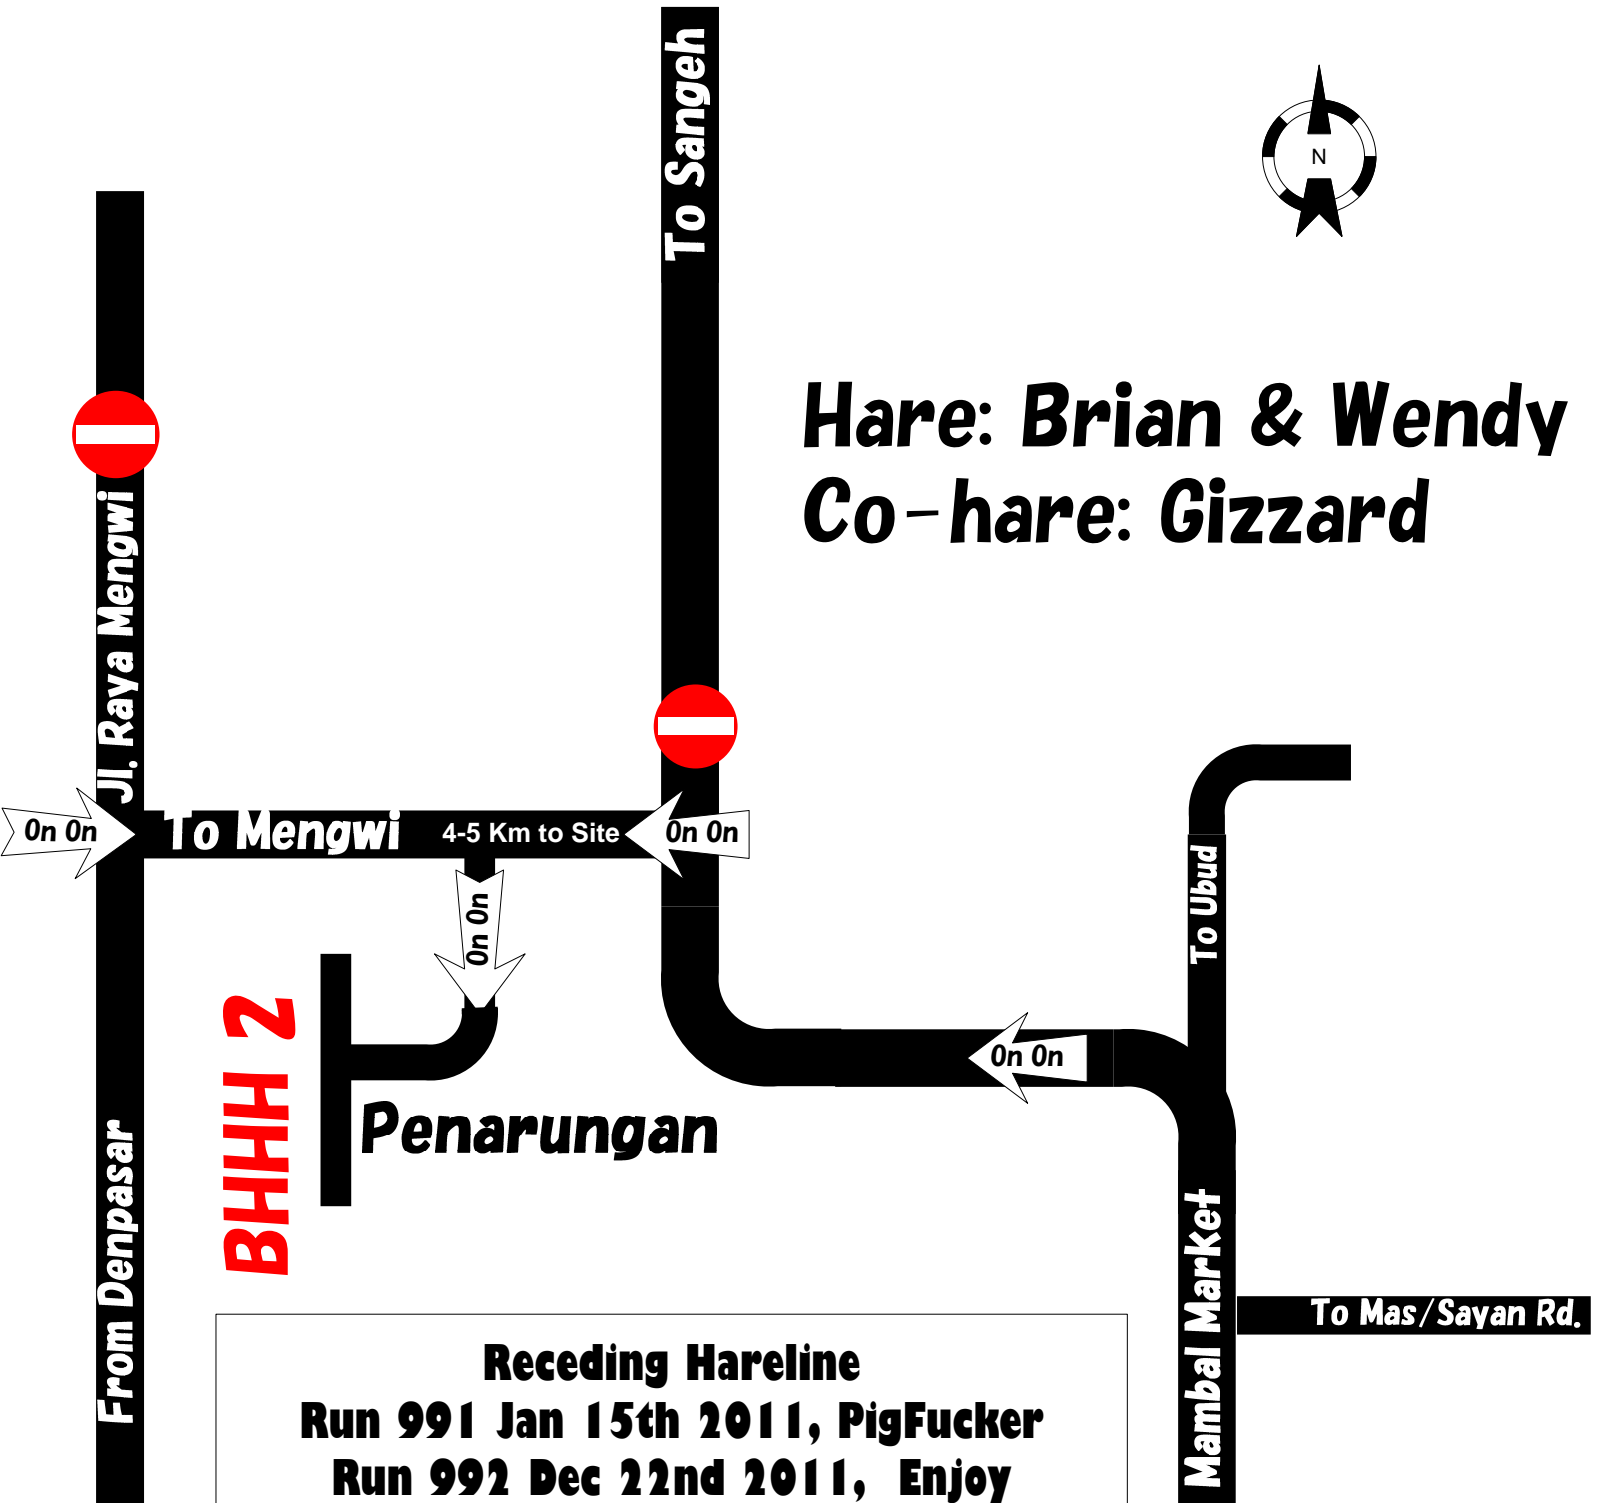 To Sangeh
N
Hare: Brian & Wendy
Co-hare: Gizzard
Jl. Raya Mengwi
On On
To Mengwi
4-5 Km to Site
On On
To Ubud
On On
On On
BHHH 2
Penarungan
From Denpasar
Mambal Market
To Mas/Sayan Rd.
Receding Hareline
Run 991 Jan 15th 2011, PigFucker
Run 992 Dec 22nd 2011, Enjoy